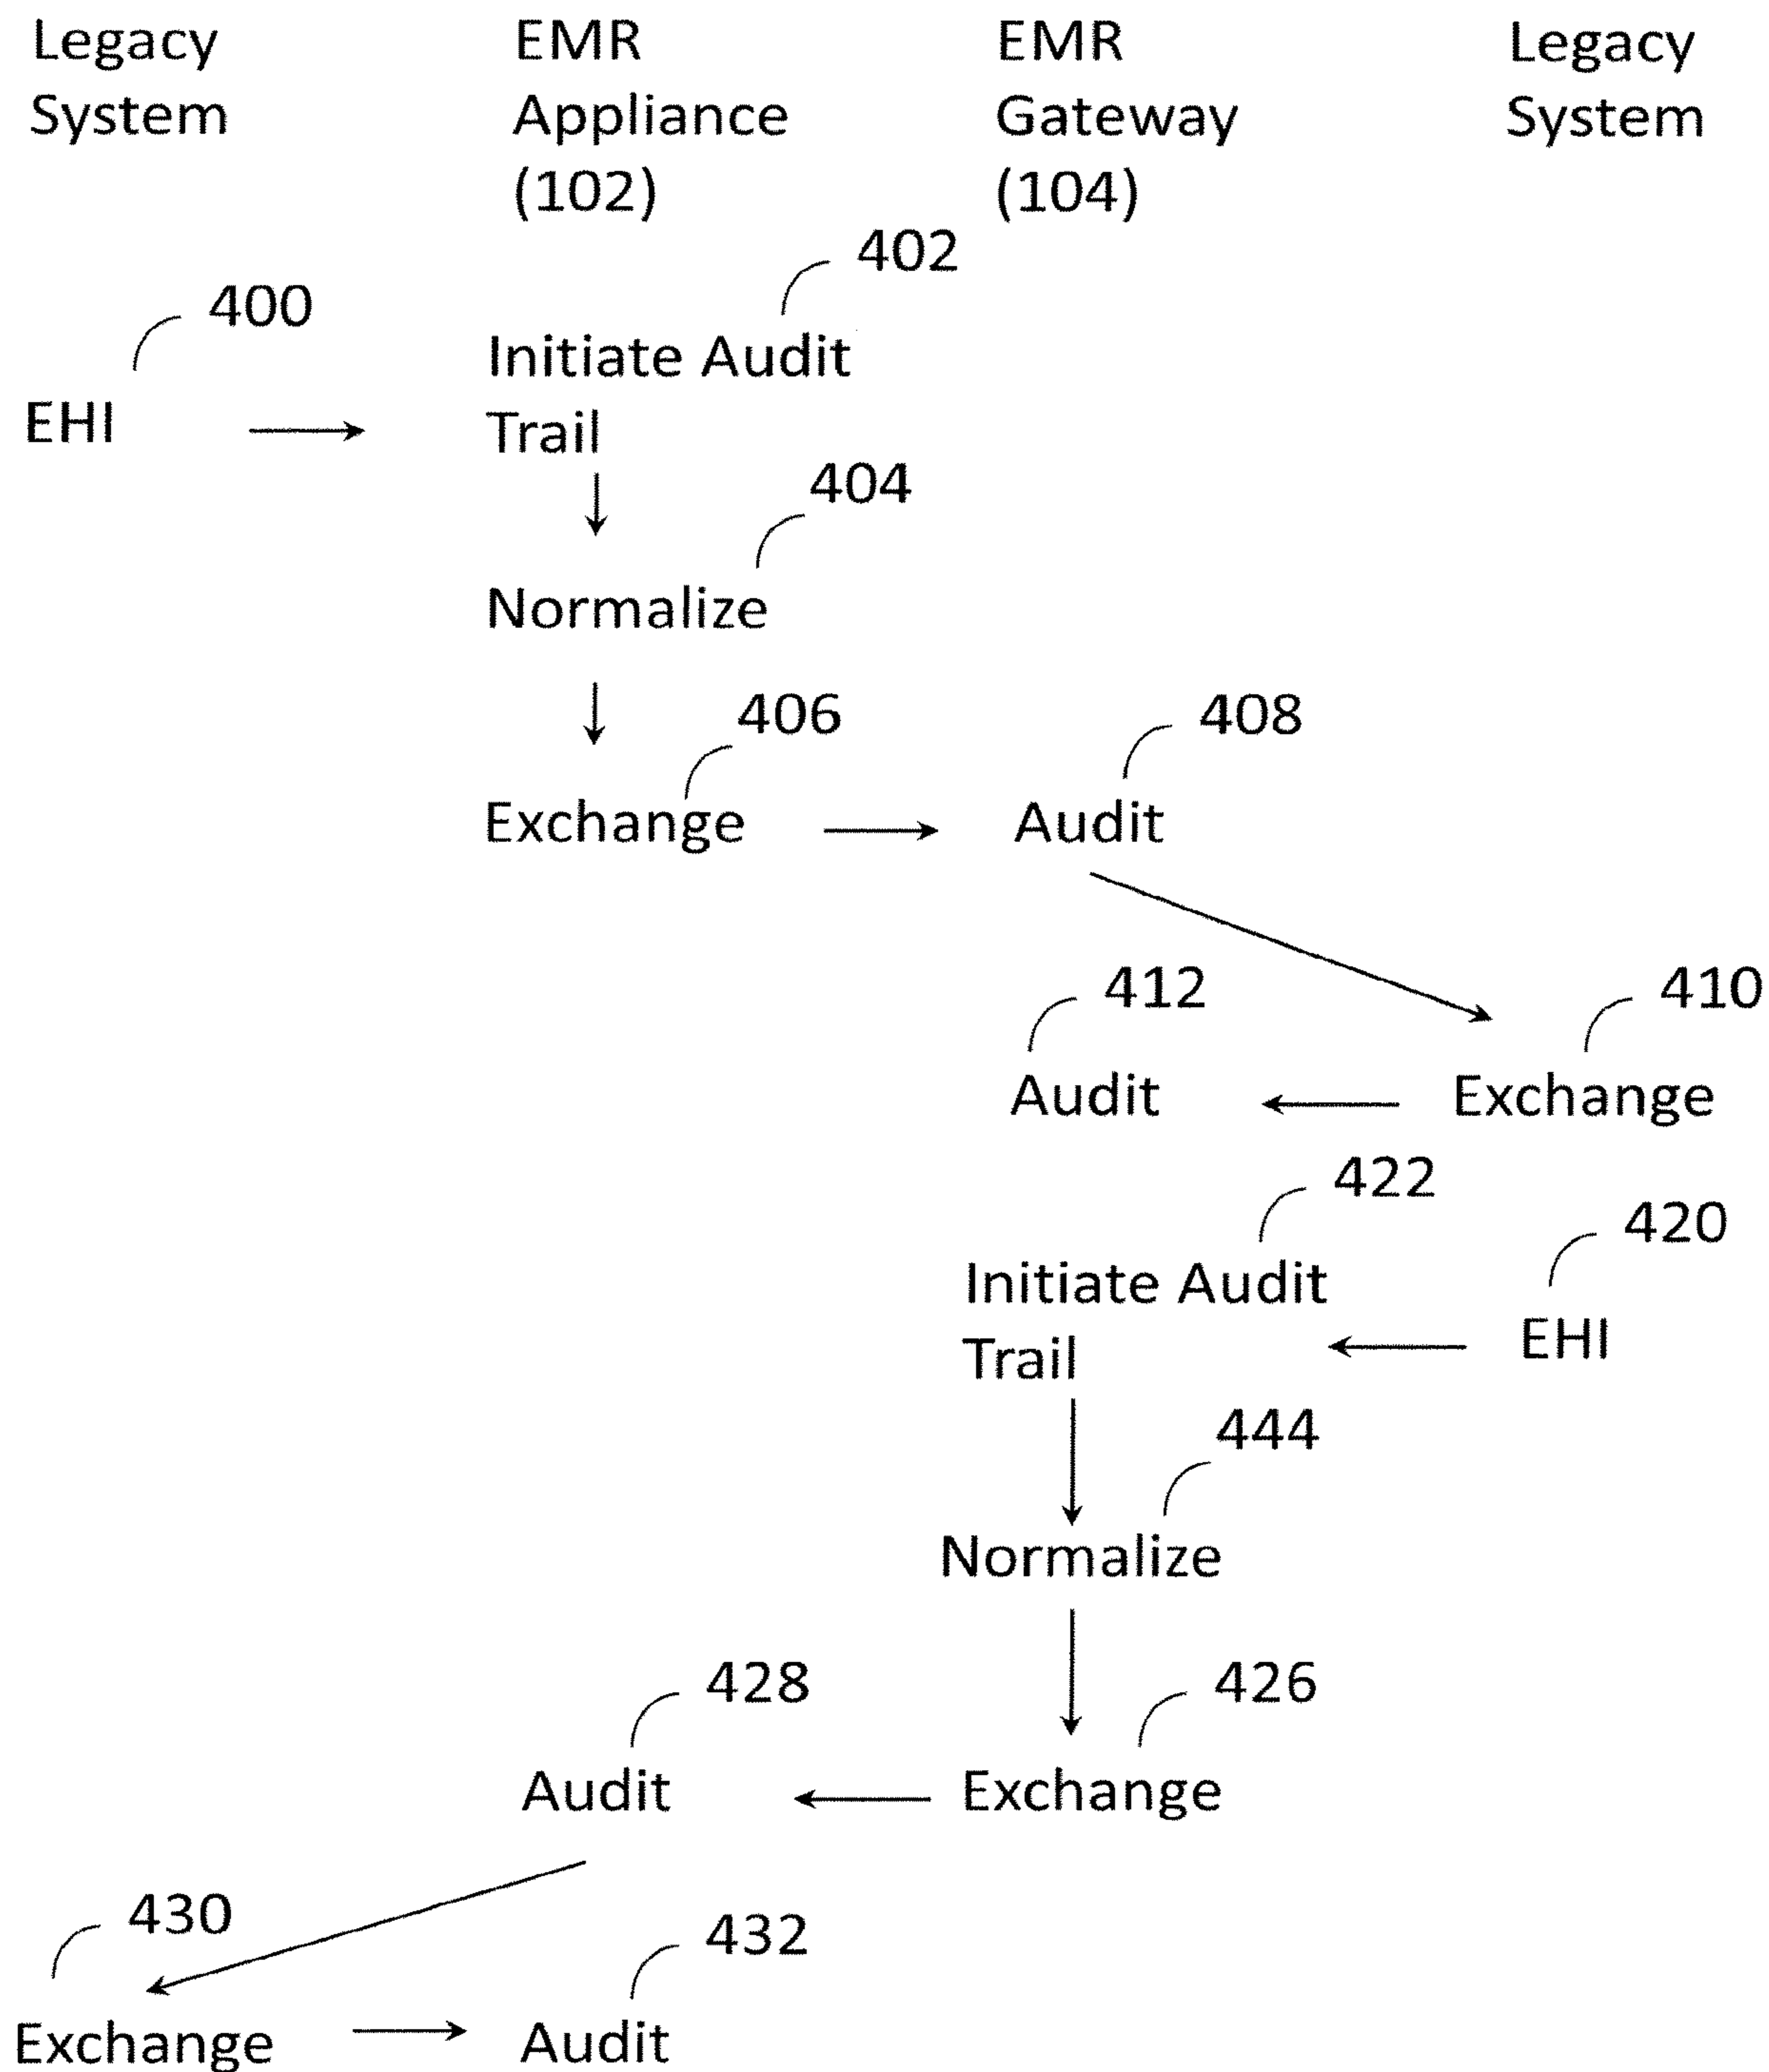 Legacy
System
EMR
Appliance
(102)
EMR
Gateway
(104)
Legacy
System
402
400
Initiate Audit
Trail
EHI
404
Normalize
406
408
Exchange
Audit
412
410
Audit
Exchange
422
420
Initiate Audit
Trail
EHI
444
Normalize
428
426
Audit
Exchange
430
432
Exchange
Audit